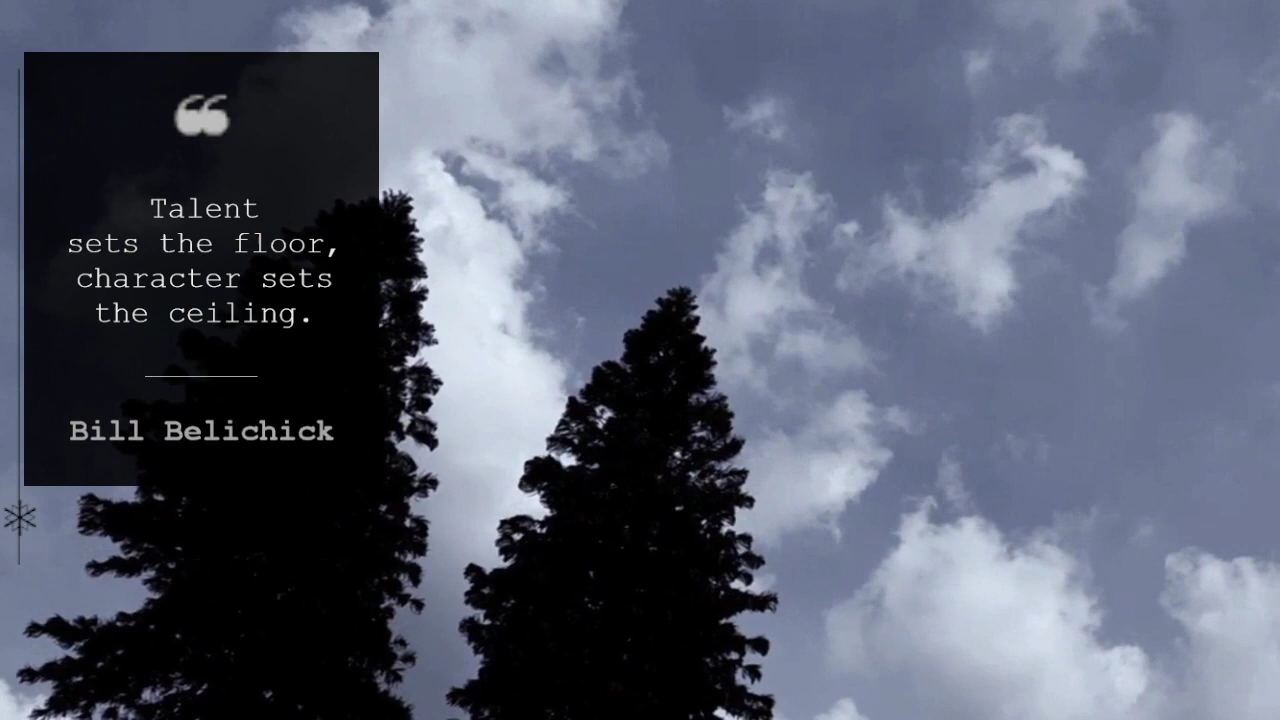 ❝
Talent
sets the floor,
character sets
the ceiling.
Bill Belichick